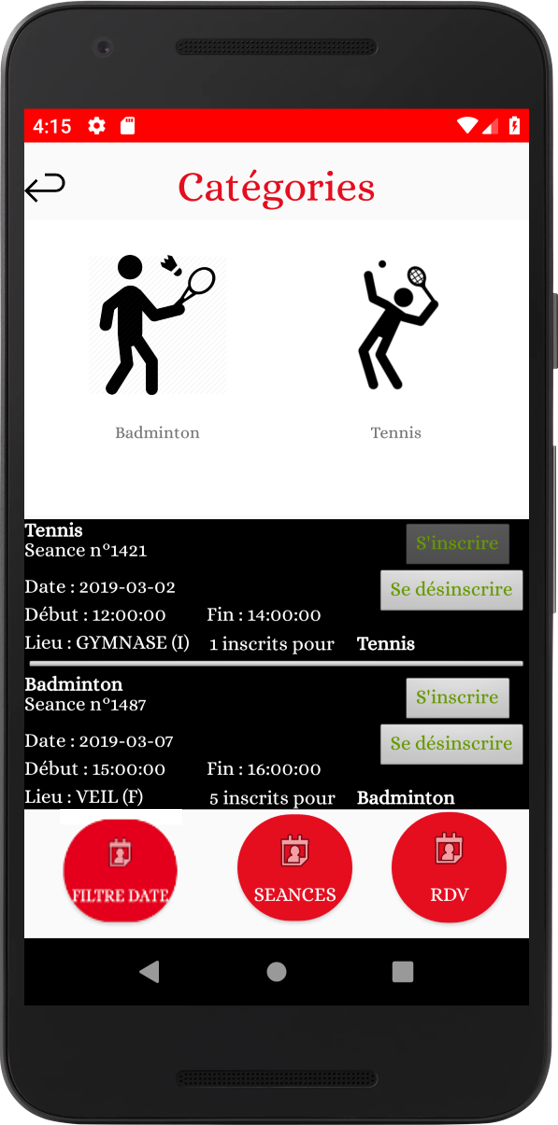 4:15
Catégories
Badminton Tennis
Tennis
Seance n°1421
S'inscrire
Date : 2019-03-02
Se désinscrire
Début : 12:00:00 Fin : 14:00:00
Lieu : GYMNASE (I) 1 inscrits pour Tennis
Badminton
Seance n°1487
S'inscrire
Date : 2019-03-07
Se désinscrire
Début : 15:00:00 Fin : 16:00:00
Lieu : VEIL (F) 5 inscrits pour Badminton
FILTRE DATE SEANCES RDV